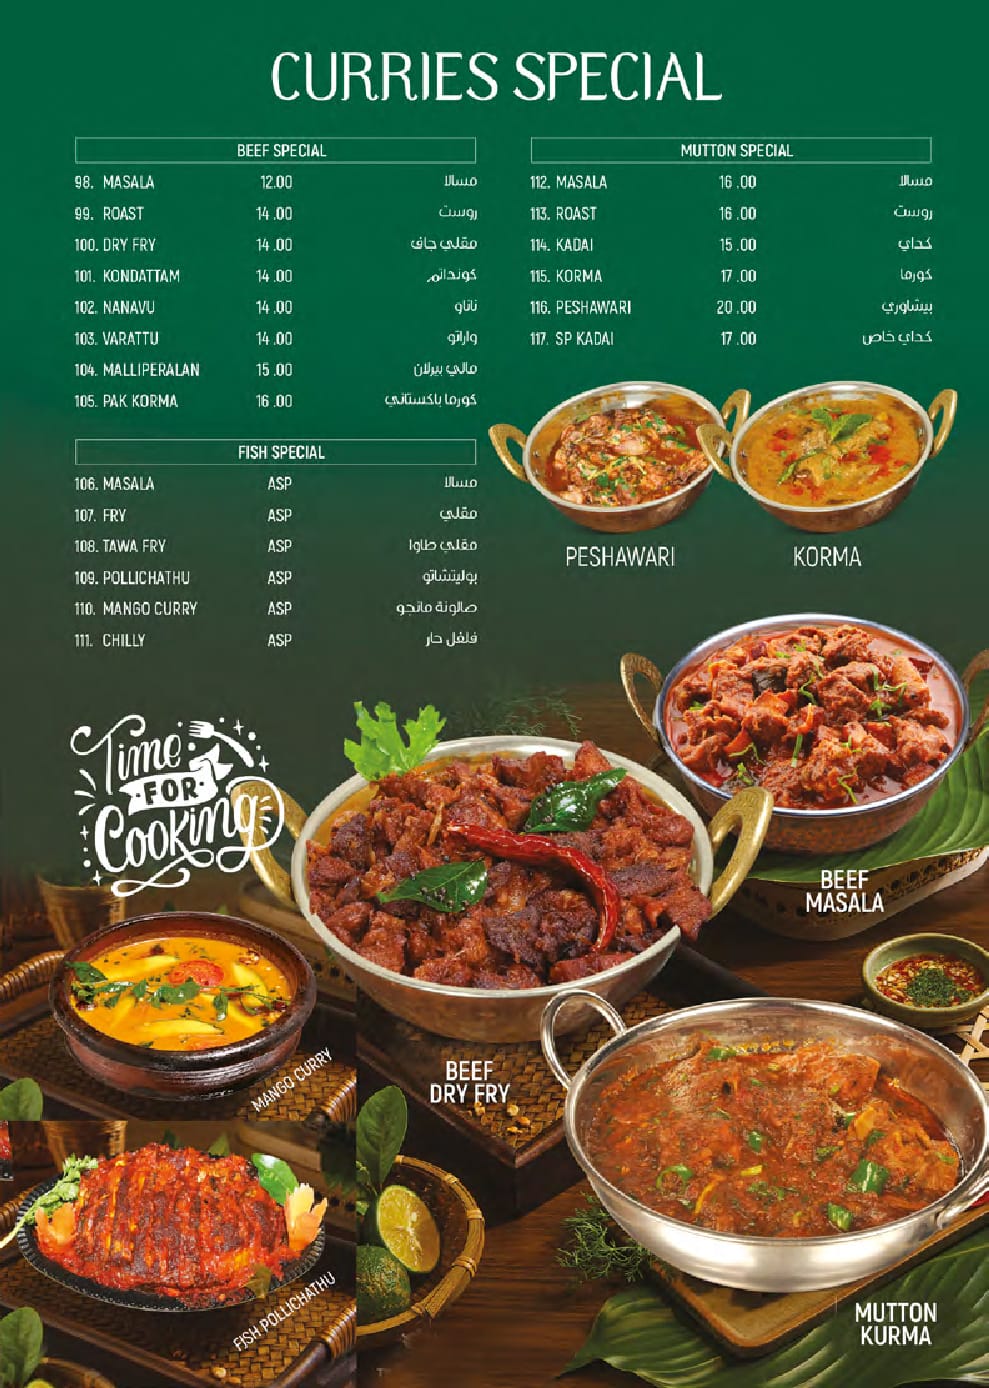 CURRIES SPECIAL
BEEF SPECIAL
98. MASALA 12.00 مسالا
99. ROAST 14 .00 روست
100. DRY FRY 14 .00 مقلي جاف
101. KONDATTAM 14 .00 كونداتم
102. NANAVU 14 .00 ناناو
103. VARATTU 14 .00 واراتو
104. MALLIPERALAN 15 .00 مالي بيرلان
105. PAK KORMA 16 .00 كورما باكستاني
FISH SPECIAL
106. MASALA ASP مسالا
107. FRY ASP مقلي
108. TAWA FRY ASP مقلي طاوا
109. POLLICHATHU ASP بوليتشاتو
110. MANGO CURRY ASP صالونة مانجو
111. CHILLY ASP فلفل حار
MUTTON SPECIAL
112. MASALA 16 .00 مسالا
113. ROAST 16 .00 روست
114. KADAI 15 .00 كداي
115. KORMA 17 .00 كورما
116. PESHAWARI 20 .00 بيشاوري
117. SP KADAI 17 .00 كداي خاص
PESHAWARI
KORMA
Time
FOR
Cooking
BEEF
MASALA
MANGO CURRY
BEEF
DRY FRY
FISH POLLICHATHU
MUTTON
KURMA